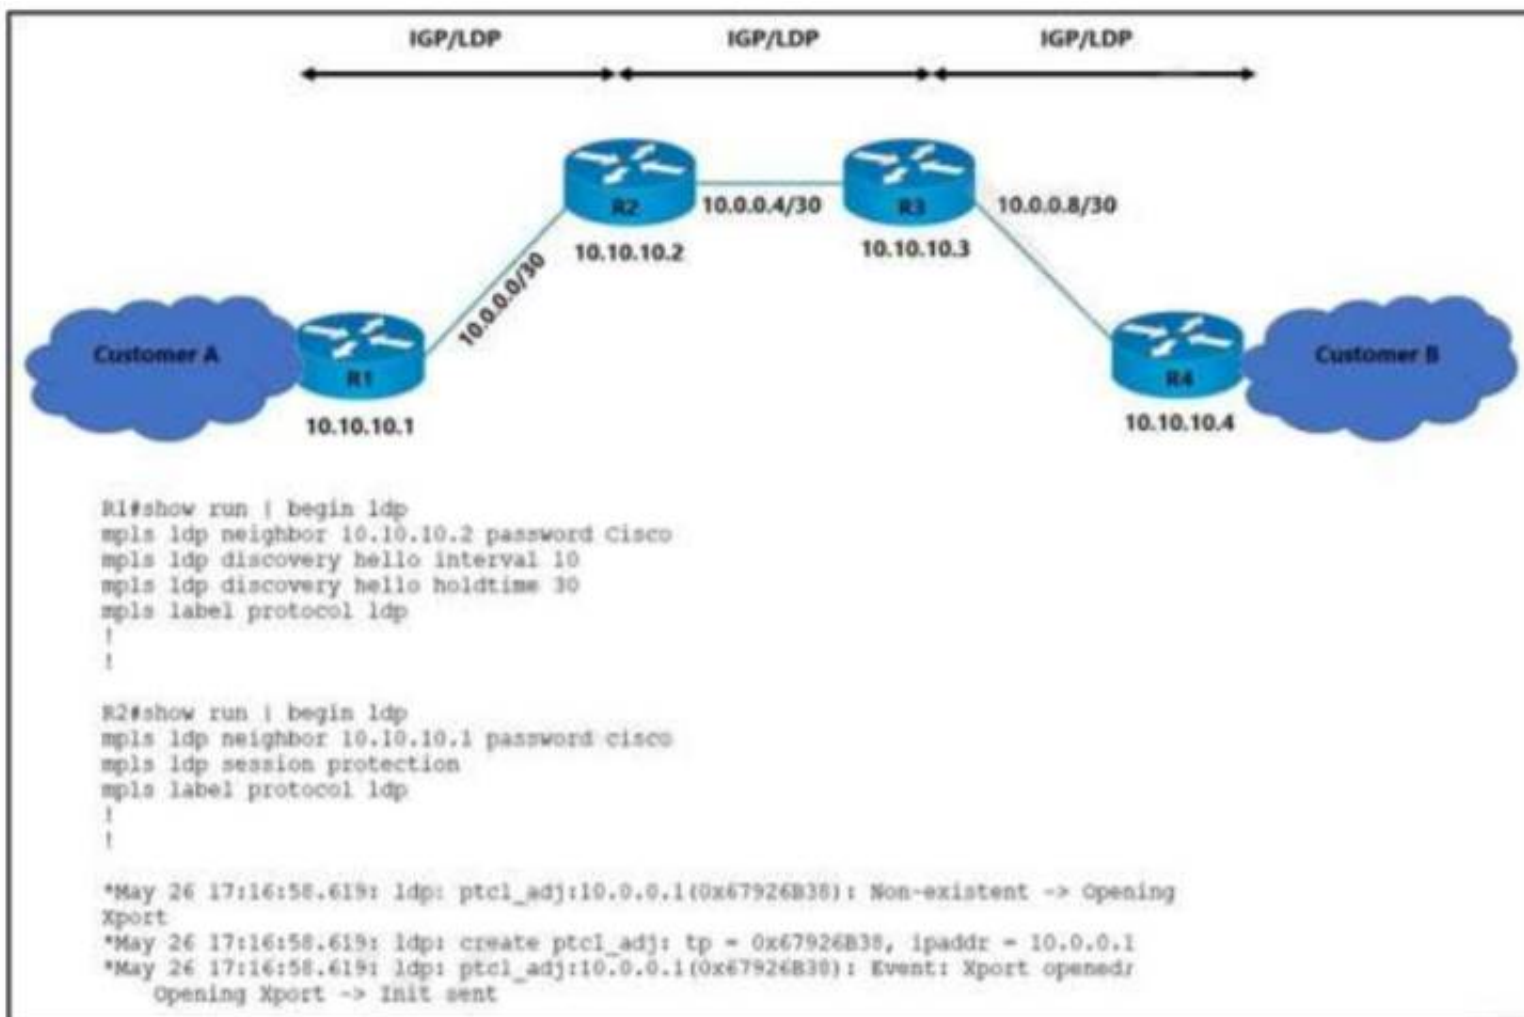 IGP/LDP IGP/LDP IGP/LDP
R2 10.0.0.4/30 R3 10.0.0.8/30
10.10.10.2 10.10.10.3
10.0.0.0/30
Customer A Customer B
R1 R4
10.10.10.1 10.10.10.4
R1#show run | begin ldp
mpls ldp neighbor 10.10.10.2 password Cisco
mpls ldp discovery hello interval 10
mpls ldp discovery hello holdtime 30
mpls label protocol ldp
!
!
R2#show run | begin ldp
mpls ldp neighbor 10.10.10.1 password cisco
mpls ldp session protection
mpls label protocol ldp
!
!
*May 26 17:16:58.619: ldp: ptcl_adj:10.0.0.1(0x67926B38): Non-existent -> Opening
Xport
*May 26 17:16:58.619: ldp: create ptcl_adj: tp = 0x67926B38, ipaddr = 10.0.0.1
*May 26 17:16:58.619: ldp: ptcl_adj:10.0.0.1(0x67926B38): Event: Xport opened;
Opening Xport -> Init sent